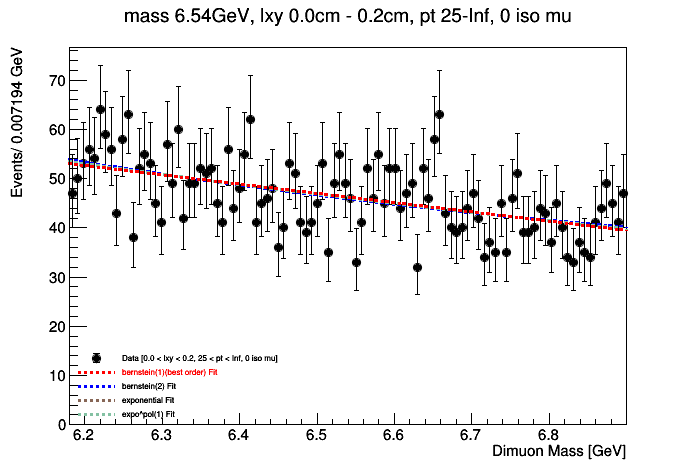 mass 6.54GeV, lxy 0.0cm - 0.2cm, pt 25-Inf, 0 iso mu
Events/ 0.007194 GeV
70
60
50
40
30
20
10
0
Data [0.0 < lxy < 0.2, 25 < pt < Inf, 0 iso mu]
bernstein(1)(best order) Fit
bernstein(2) Fit
exponential Fit
expo*pol(1) Fit
6.2 6.3 6.4 6.5 6.6 6.7 6.8
Dimuon Mass [GeV]